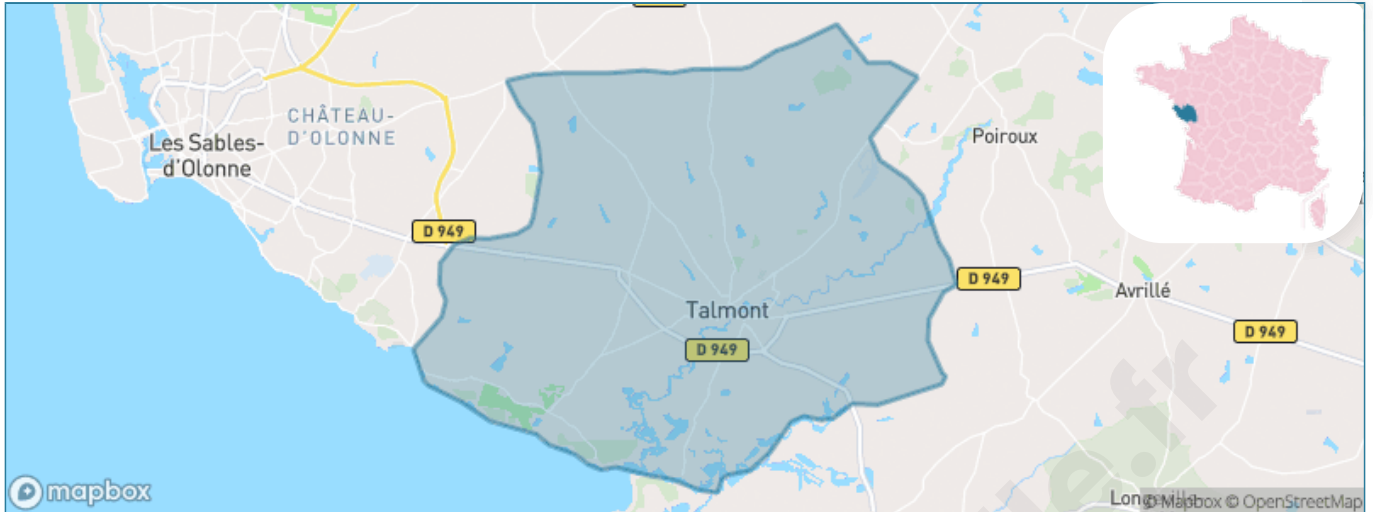 CHÂTEAU-
D'OLONNE
Les Sables-
d'Olonne
Poiroux
D 949
D 949
Avrillé
Talmont
D 949
D 949
mapbox
© Mapbox © OpenStreetMap